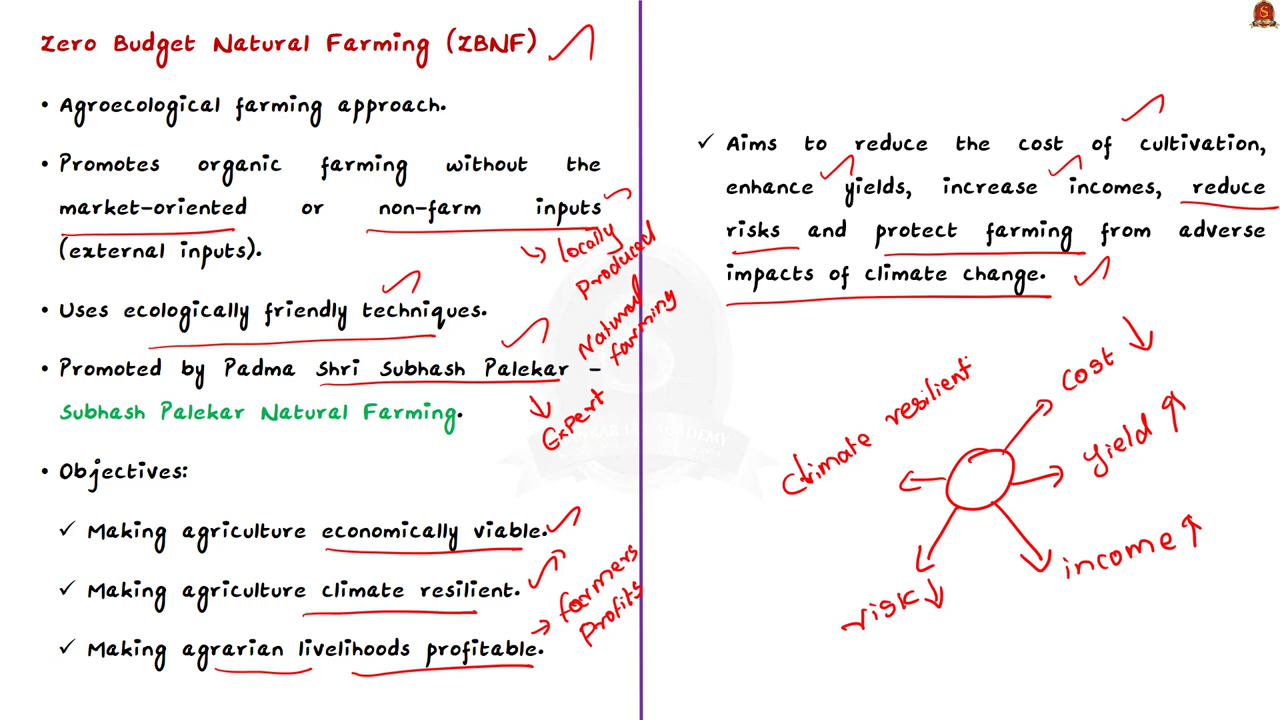 Zero Budget Natural Farming (ZBNF)
• Agroecological farming approach.
• Promotes organic farming without the
market-oriented or non-farm inputs
(external inputs).
↳ locally
produced
Natural
farming
• Uses ecologically friendly techniques.
• Promoted by Padma Shri Subhash Palekar –
Subhash Palekar Natural Farming.
↓
Expert
• Objectives:
✓ Making agriculture economically viable.
✓ Making agriculture climate resilient.
✓ Making agrarian livelihoods profitable.
→ farmers
profits
✓ Aims to reduce the cost of cultivation,
enhance yields, increase incomes, reduce
risks and protect farming from adverse
impacts of climate change.
climate resilient
cost ↓
yield ↑
income ↑
risk ↓
ACADEMY